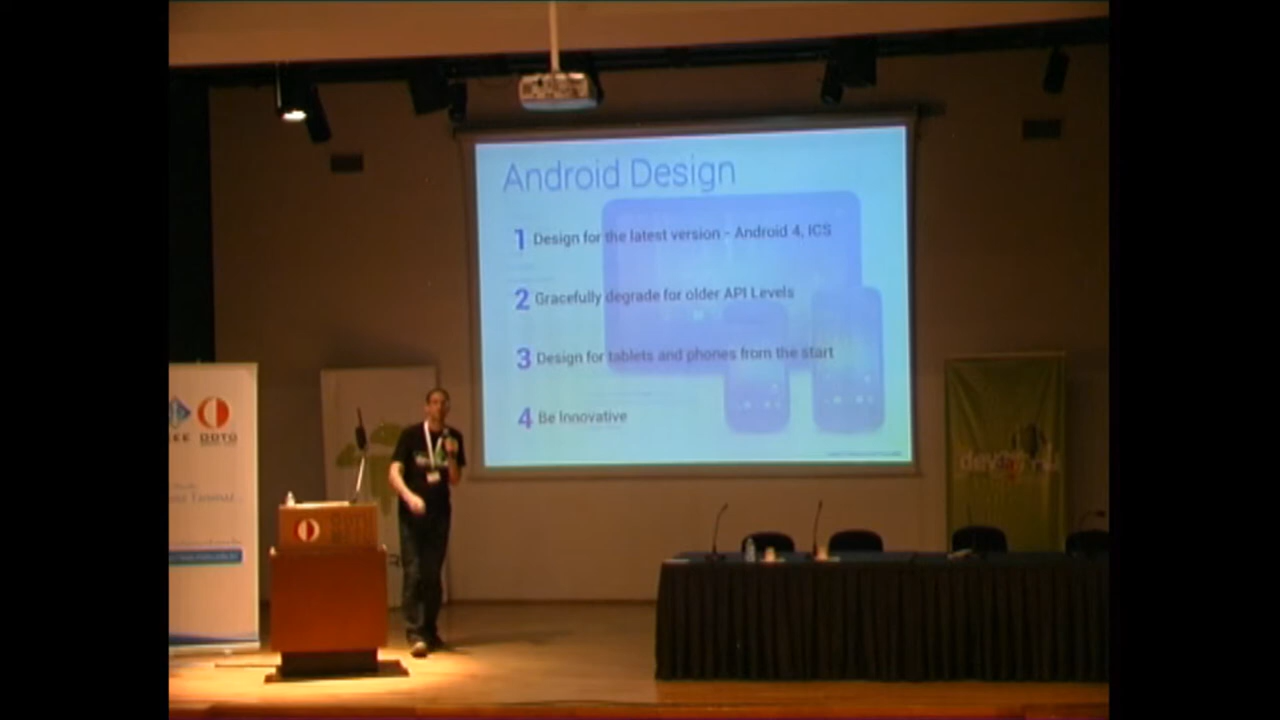 Android Design
1 Design for the latest version - Android 4, ICS
2 Gracefully degrade for older API Levels
3 Design for tablets and phones from the start
4 Be Innovative
ODTÜ